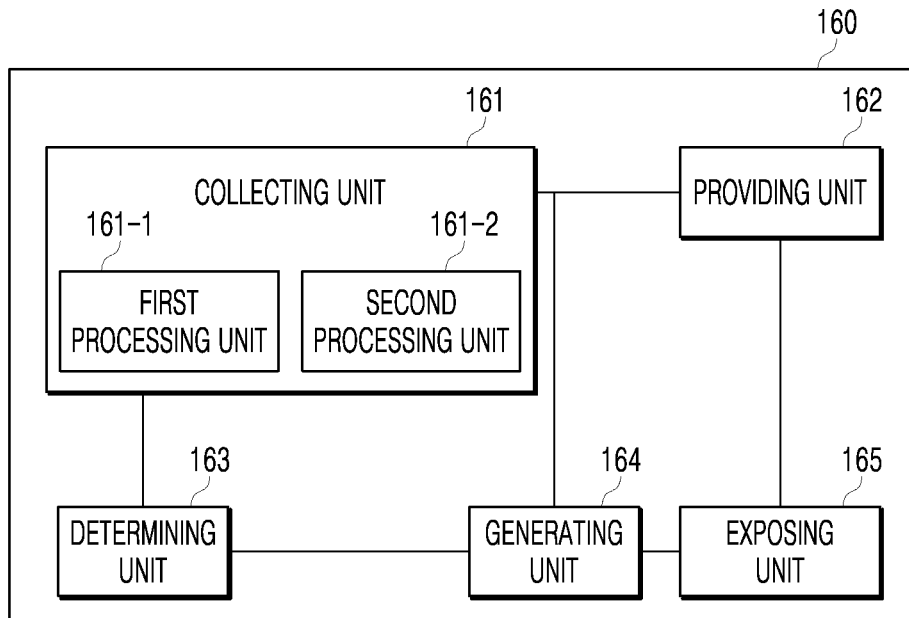 160
161
162
COLLECTING UNIT
PROVIDING UNIT
161-1
161-2
FIRST
PROCESSING UNIT
SECOND
PROCESSING UNIT
163
164
165
DETERMINING
UNIT
GENERATING
UNIT
EXPOSING
UNIT